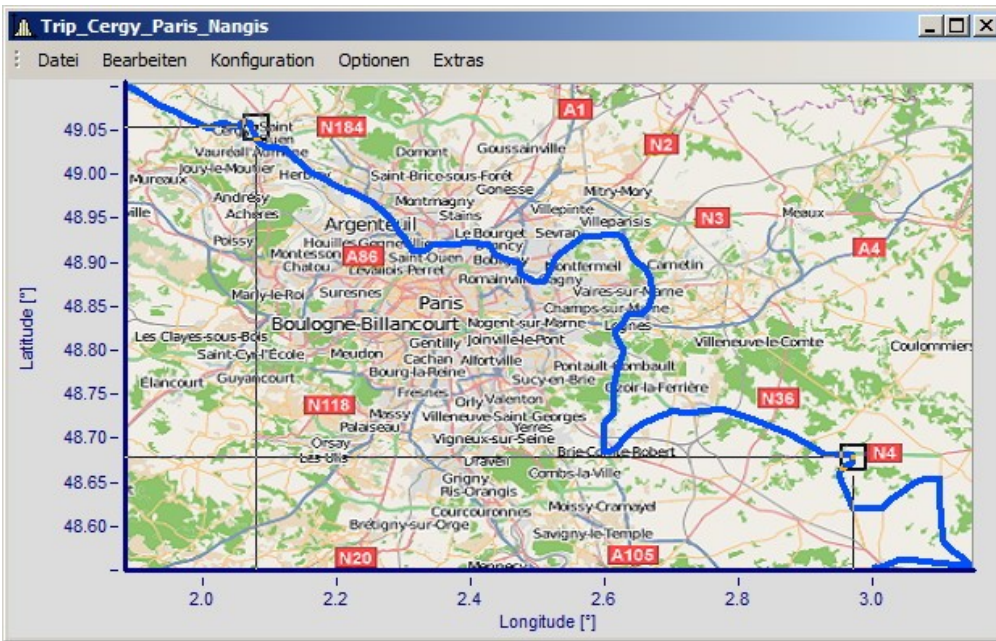 Trip_Cergy_Paris_Nangis
Datei Bearbeiten Konfiguration Optionen Extras
A1
49.05
N184
Saint
N2
Domont
Goussainville
Vauréal
49.00
Jouy-le-Moutier
Saint-Brice-sous-Forêt
Mureaux
Gonesse
Mitry-Mory
Andrésy
Montmagny
Villepinte
48.95
Achères
Stains
Villeparisis
N3
Meaux
Argenteuil
Le Bourget
Sevran
Poissy
A4
Montesson
A86
Saint-Ouen
48.90
Chatou
Levallois-Perret
Montfermeil
Romainville
Marly-le-Roi
Suresnes
Vaires-sur-Marne
48.85
Paris
Champs-sur-Marne
Boulogne-Billancourt
Nogent-sur-Marne
Les Clayes-sous-Bois
Gentilly
Joinville-le-Pont
Villeneuve-le-Comte
Coulommiers
48.80
Saint-Cyr-l'École
Meudon
Cachan
Alfortville
Bourg-la-Reine
Pontault-Combault
Élancourt
Guyancourt
Sucy-en-Brie
Ozoir-la-Ferrière
48.75
Fresnes
Orly
Valenton
N36
N118
Massy
Villeneuve-Saint-Georges
Palaiseau
Yerres
48.70
Orsay
Vigneux-sur-Seine
Brie-Comte-Robert
N4
Les Ulis
Draveil
Combs-la-Ville
48.65
Grigny
Ris-Orangis
Courcouronnes
Moissy-Cramayel
48.60
Brétigny-sur-Orge
Savigny-le-Temple
N20
A105
Mennecy
2.0 2.2 2.4 2.6 2.8 3.0
Latitude [°]
Longitude [°]